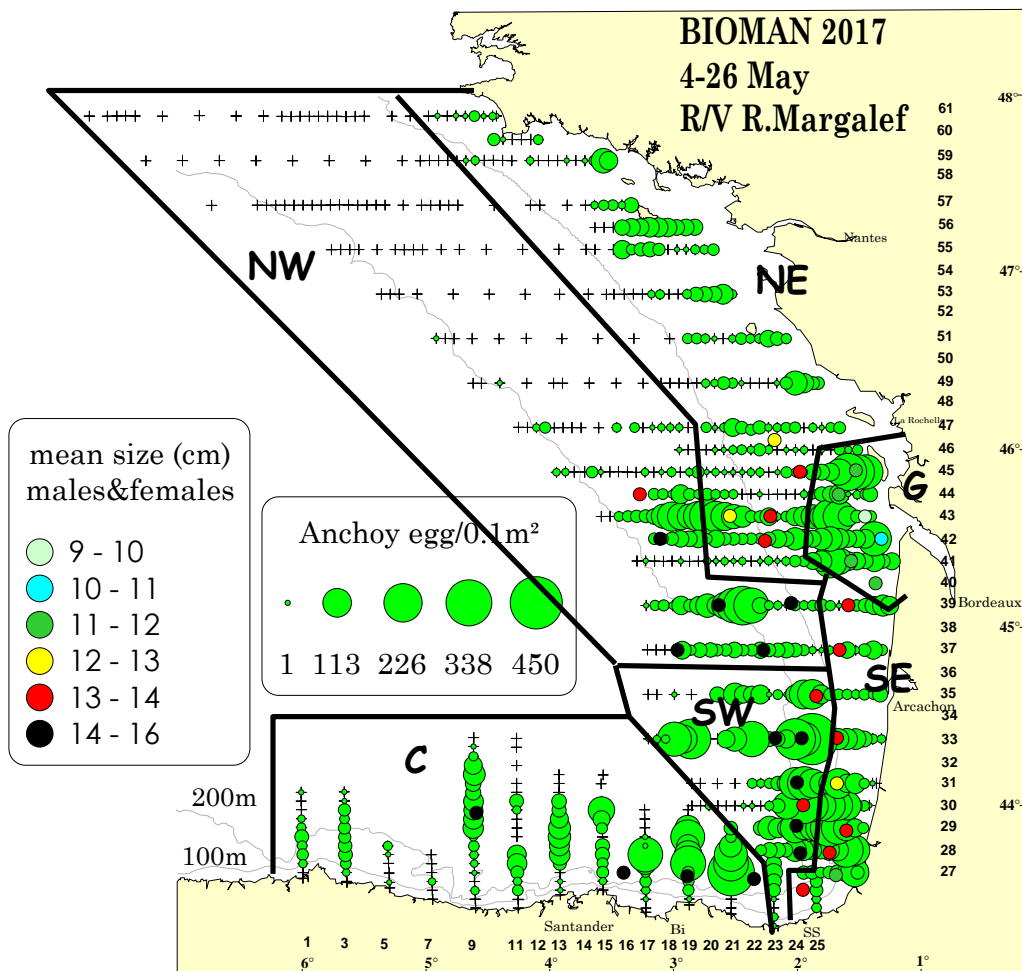 BIOMAN 2017
4-26 May
R/V R.Margalef
48°
61
60
59
58
57
56
Nantes
55
NW
54
47°
NE
53
52
51
50
49
48
La Rochelle
47
46
46°
45
G
44
43
42
41
40
39
Bordeaux
38
45°
37
36
SE
35
Arcachon
34
SW
33
32
C
31
30
44°
29
28
27
mean size (cm)
males&females
9 - 10
10 - 11
11 - 12
12 - 13
13 - 14
14 - 16
Anchoy egg/0.1m²
1 113 226 338 450
200m
100m
Santander Bi SS
1 3 5 7 9 11 12 13 14 15 16 17 18 19 20 21 22 23 24 25
6° 5° 4° 3° 2° 1°